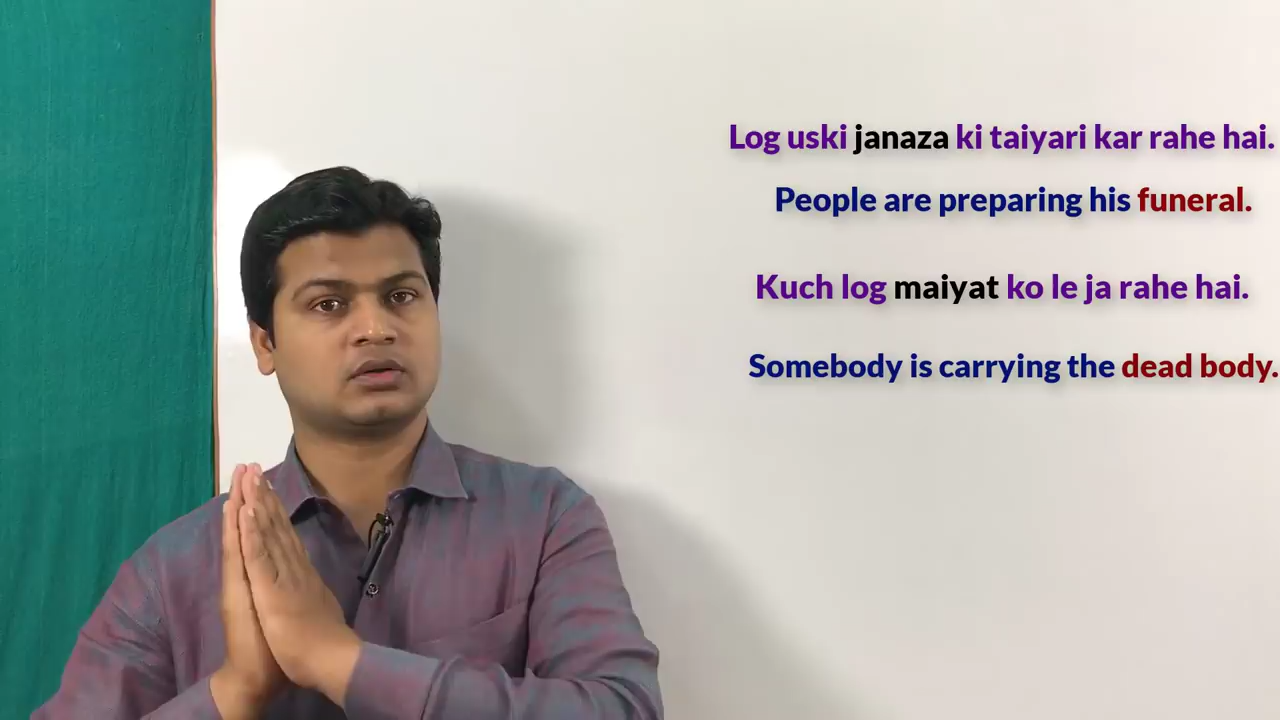 Log uski janaza ki taiyari kar rahe hai.
People are preparing his funeral.
Kuch log maiyat ko le ja rahe hai.
Somebody is carrying the dead body.